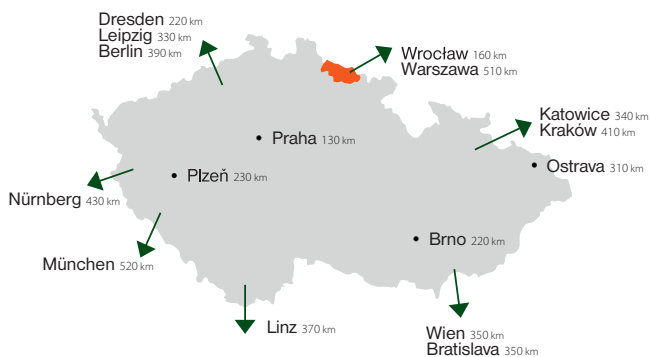 Dresden 220 km
Leipzig 330 km
Berlin 390 km
Wrocław 160 km
Warszawa 510 km
Katowice 340 km
Kraków 410 km
Praha 130 km
Ostrava 310 km
Plzeň 230 km
Nürnberg 430 km
Brno 220 km
München 520 km
Linz 370 km
Wien 350 km
Bratislava 350 km